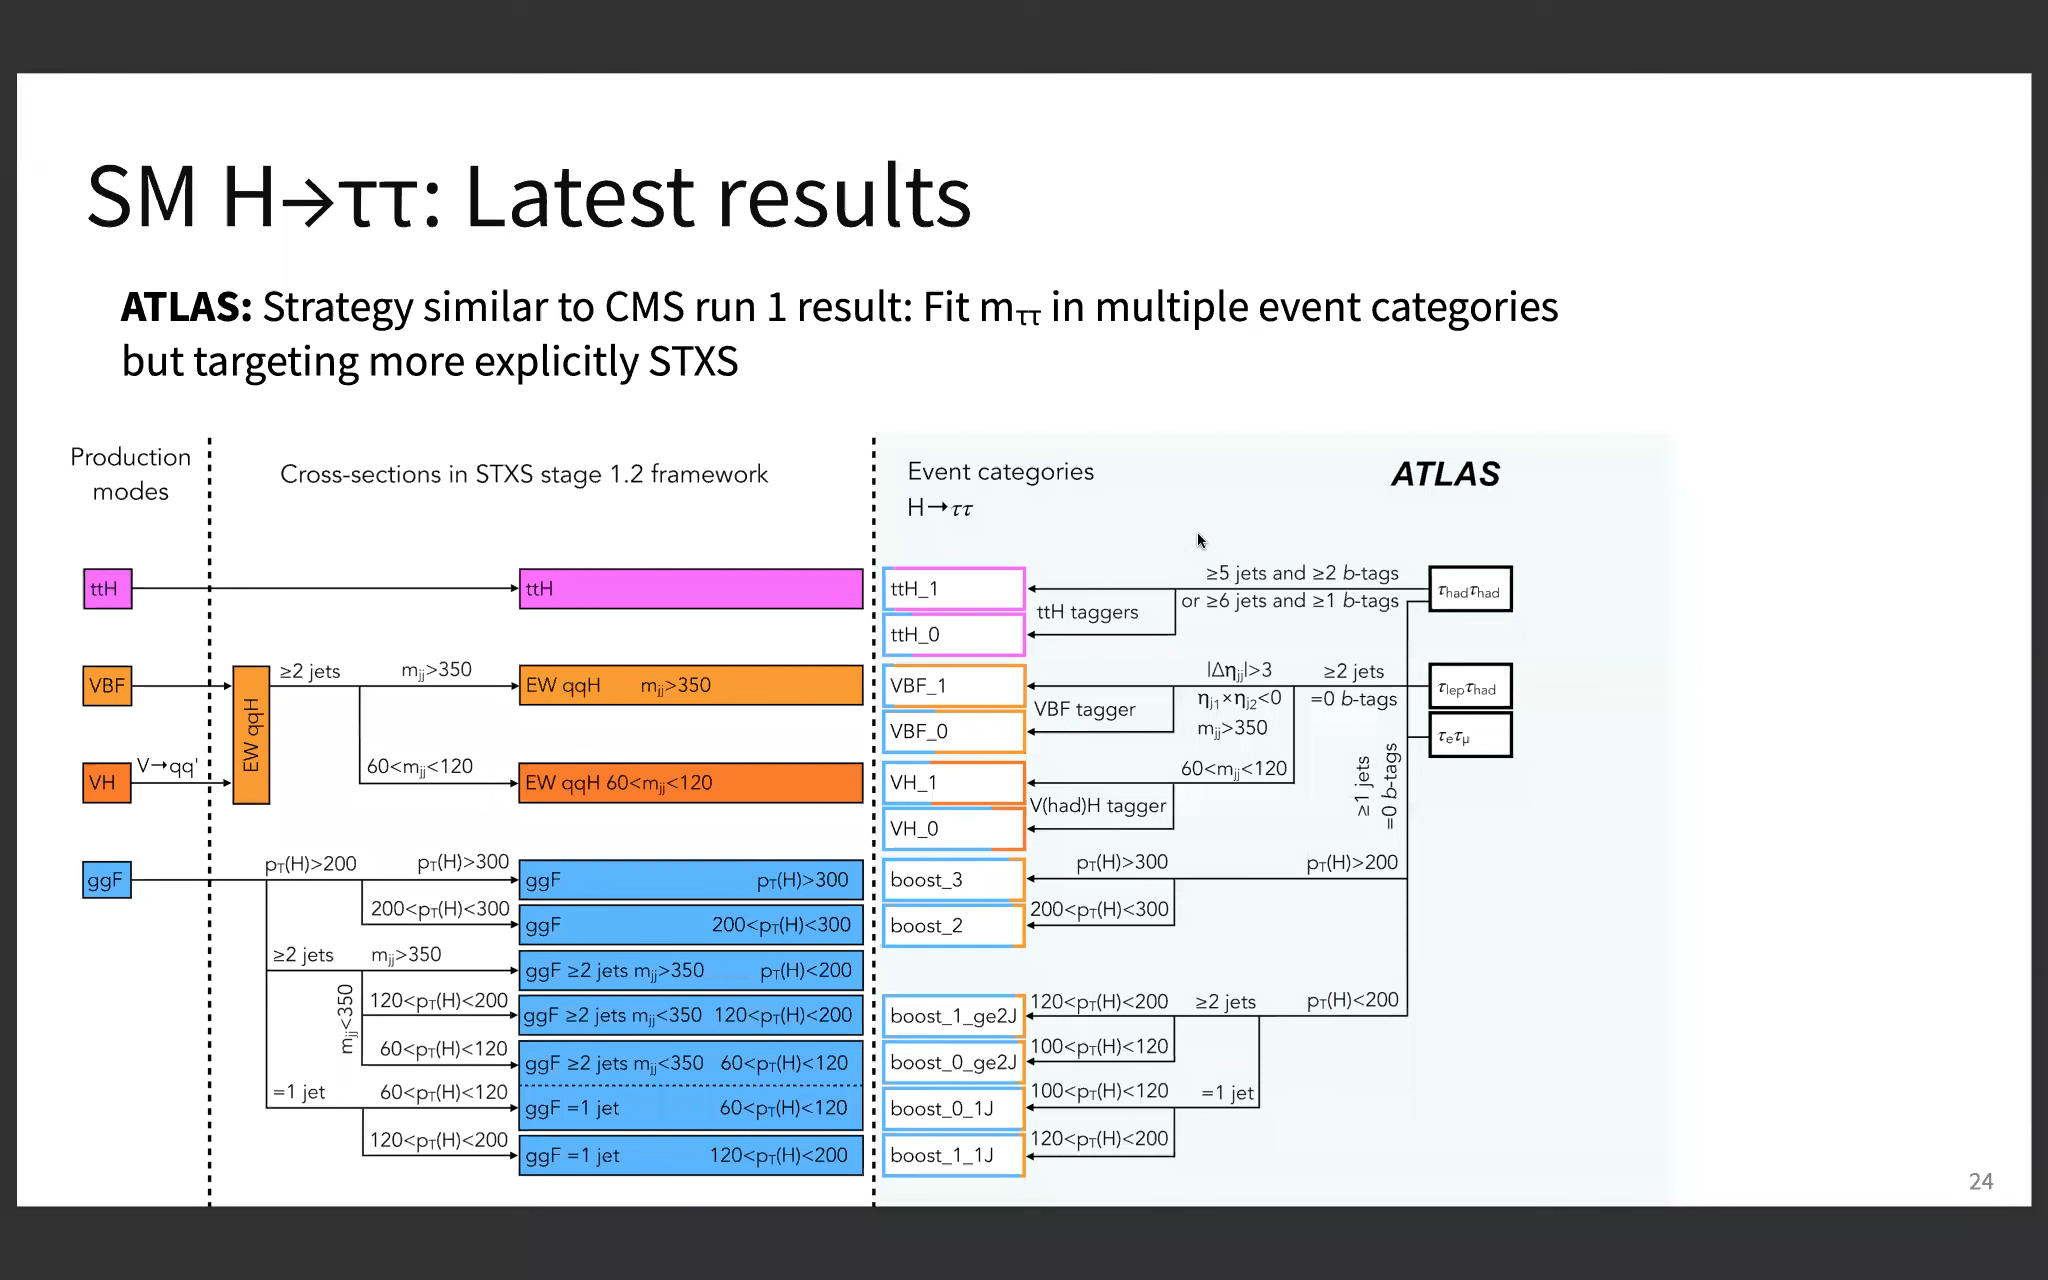 SM H→ττ: Latest results
ATLAS: Strategy similar to CMS run 1 result: Fit mττ in multiple event categories
but targeting more explicitly STXS
Production
modes
Cross-sections in STXS stage 1.2 framework
Event categories
H→ττ
ATLAS
ttH
ttH
ttH_1
ttH_0
ttH taggers
≥5 jets and ≥2 b-tags
or ≥6 jets and ≥1 b-tags
τhadτhad
VBF
VH
V→qq'
EW qqH
≥2 jets
mjj>350
60<mjj<120
EW qqH mjj>350
EW qqH 60<mjj<120
VBF_1
VBF_0
VBF tagger
|Δηjj|>3
ηj1×ηj2<0
mjj>350
≥2 jets
=0 b-tags
τlepτhad
τeτμ
VH_1
VH_0
V(had)H tagger
60<mjj<120
≥1 jets
=0 b-tags
ggF
pT(H)>200
pT(H)>300
200<pT(H)<300
≥2 jets
mjj>350
mjj<350
120<pT(H)<200
60<pT(H)<120
=1 jet
60<pT(H)<120
120<pT(H)<200
ggF pT(H)>300
ggF 200<pT(H)<300
ggF ≥2 jets mjj>350 pT(H)<200
ggF ≥2 jets mjj<350 120<pT(H)<200
ggF ≥2 jets mjj<350 60<pT(H)<120
ggF =1 jet 60<pT(H)<120
ggF =1 jet 120<pT(H)<200
boost_3
boost_2
boost_1_ge2J
boost_0_ge2J
boost_0_1J
boost_1_1J
pT(H)>300
pT(H)>200
200<pT(H)<300
120<pT(H)<200
≥2 jets
pT(H)<200
100<pT(H)<120
100<pT(H)<120
=1 jet
120<pT(H)<200
24